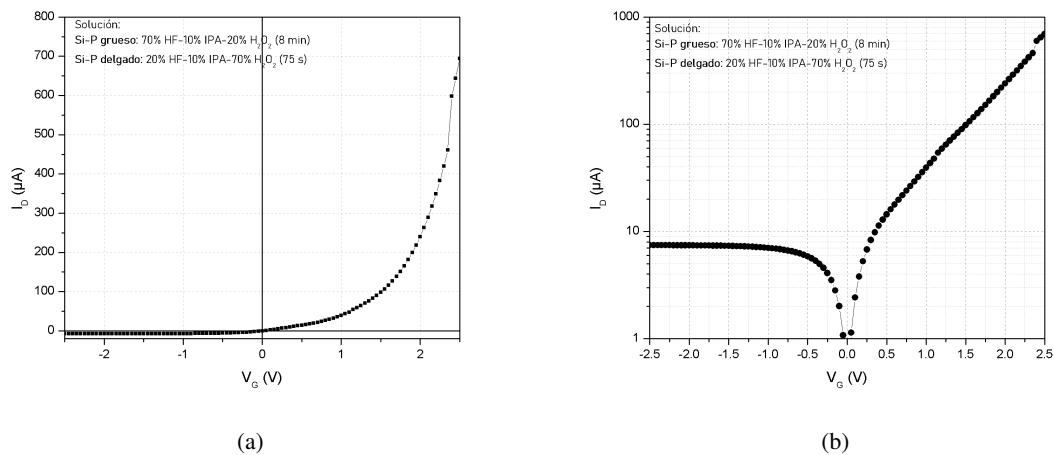 Solución:
Si-P grueso: 70% HF-10% IPA-20% H2O2 (8 min)
Si-P delgado: 20% HF-10% IPA-70% H2O2 (75 s)
800
700
600
500
400
300
200
100
0
I_D (µA)
-2
-1
0
1
2
V_G (V)
(a)
Solución:
Si-P grueso: 70% HF-10% IPA-20% H2O2 (8 min)
Si-P delgado: 20% HF-10% IPA-70% H2O2 (75 s)
1000
100
10
1
I_D (µA)
-2.5 -2.0 -1.5 -1.0 -0.5 0.0 0.5 1.0 1.5 2.0 2.5
V_G (V)
(b)